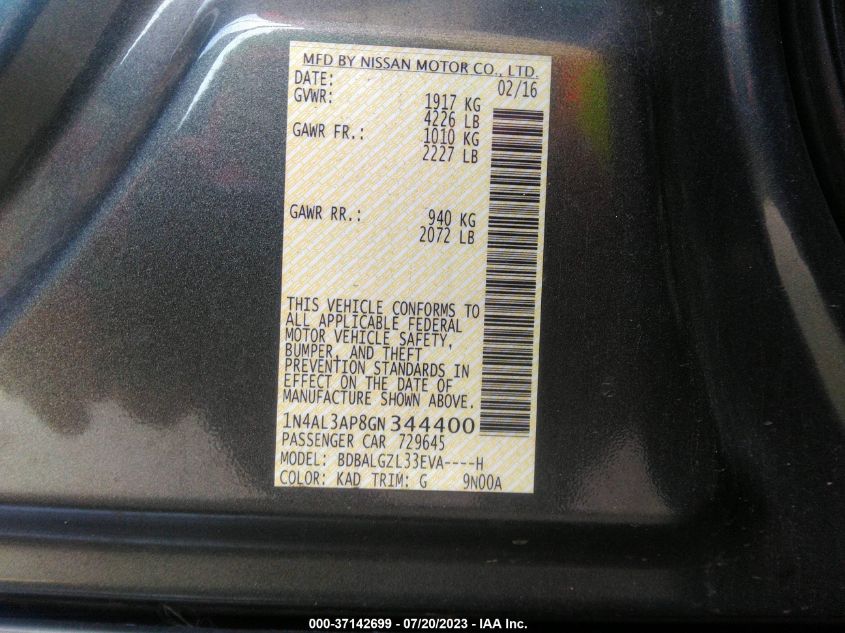 MFD BY NISSAN MOTOR CO., LTD.
DATE: 02/16
GVWR: 1917 KG
4226 LB
GAWR FR.: 1010 KG
2227 LB
GAWR RR.: 940 KG
2072 LB
THIS VEHICLE CONFORMS TO
ALL APPLICABLE FEDERAL
MOTOR VEHICLE SAFETY,
BUMPER, AND THEFT
PREVENTION STANDARDS IN
EFFECT ON THE DATE OF
MANUFACTURE SHOWN ABOVE.
1N4AL3AP8GN344400
PASSENGER CAR 729645
MODEL: BDBALGZL33EVA----H
COLOR: KAD TRIM: G 9N00A
000-37142699 - 07/20/2023 - IAA Inc.